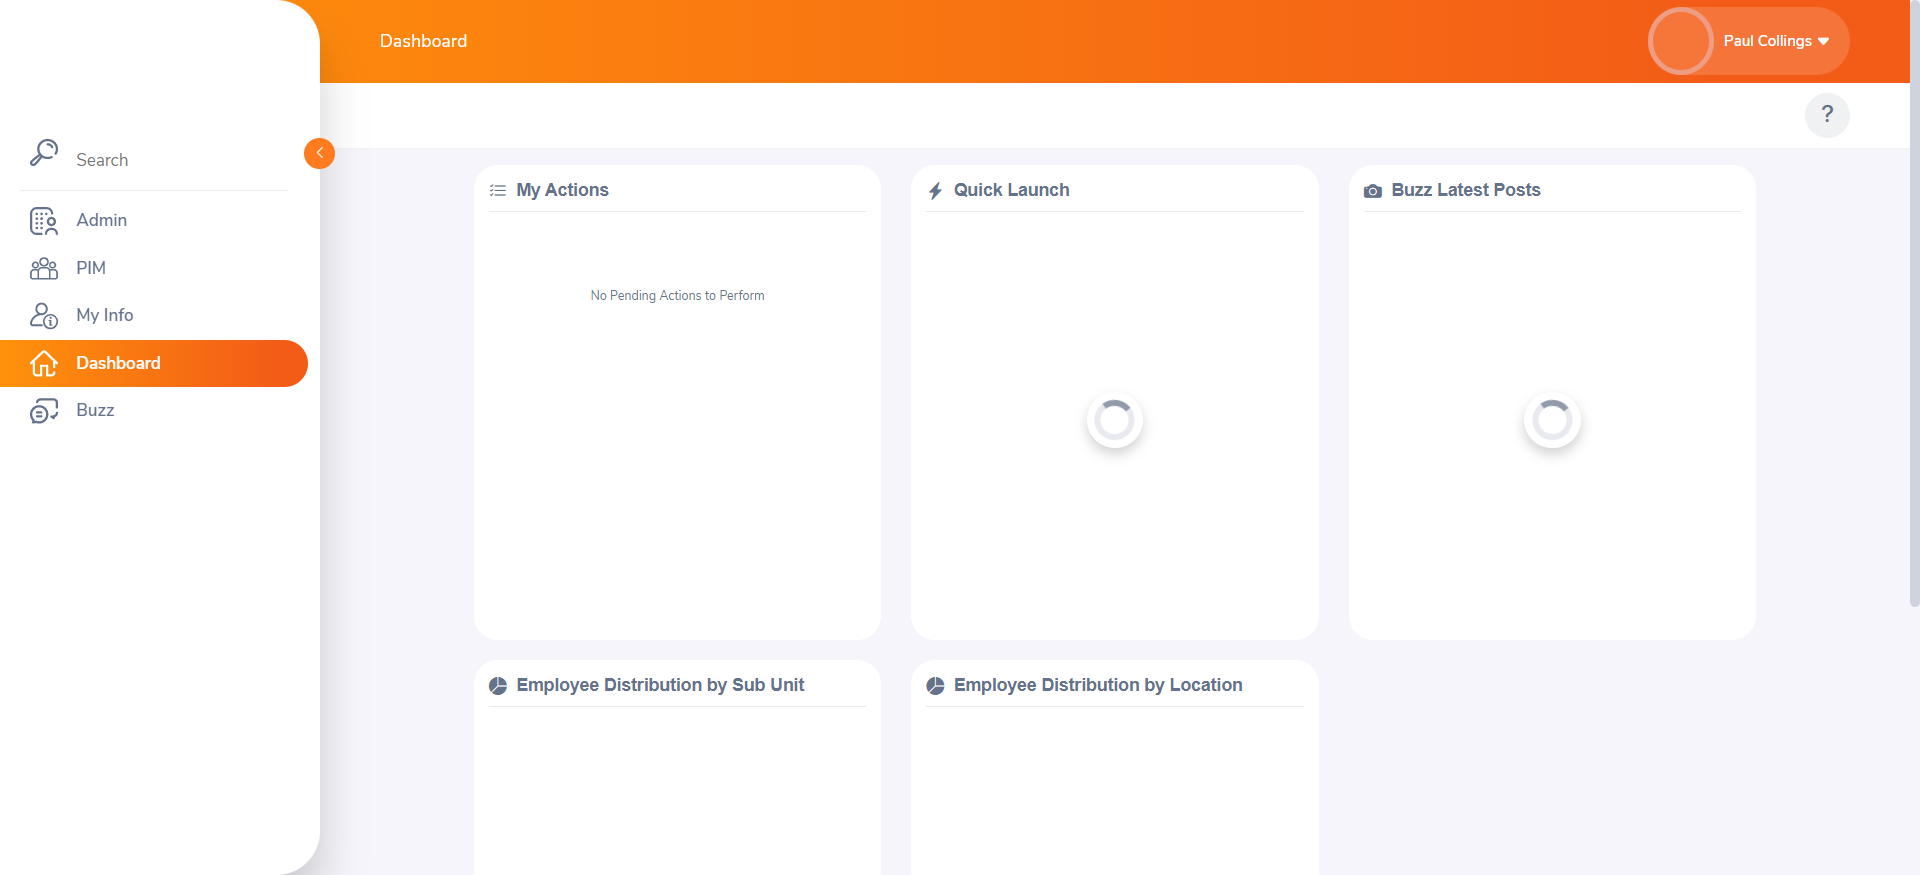 Dashboard
Paul Collings
?
Search
Admin
PIM
My Info
Dashboard
Buzz
My Actions
No Pending Actions to Perform
Quick Launch
Buzz Latest Posts
Employee Distribution by Sub Unit
Employee Distribution by Location